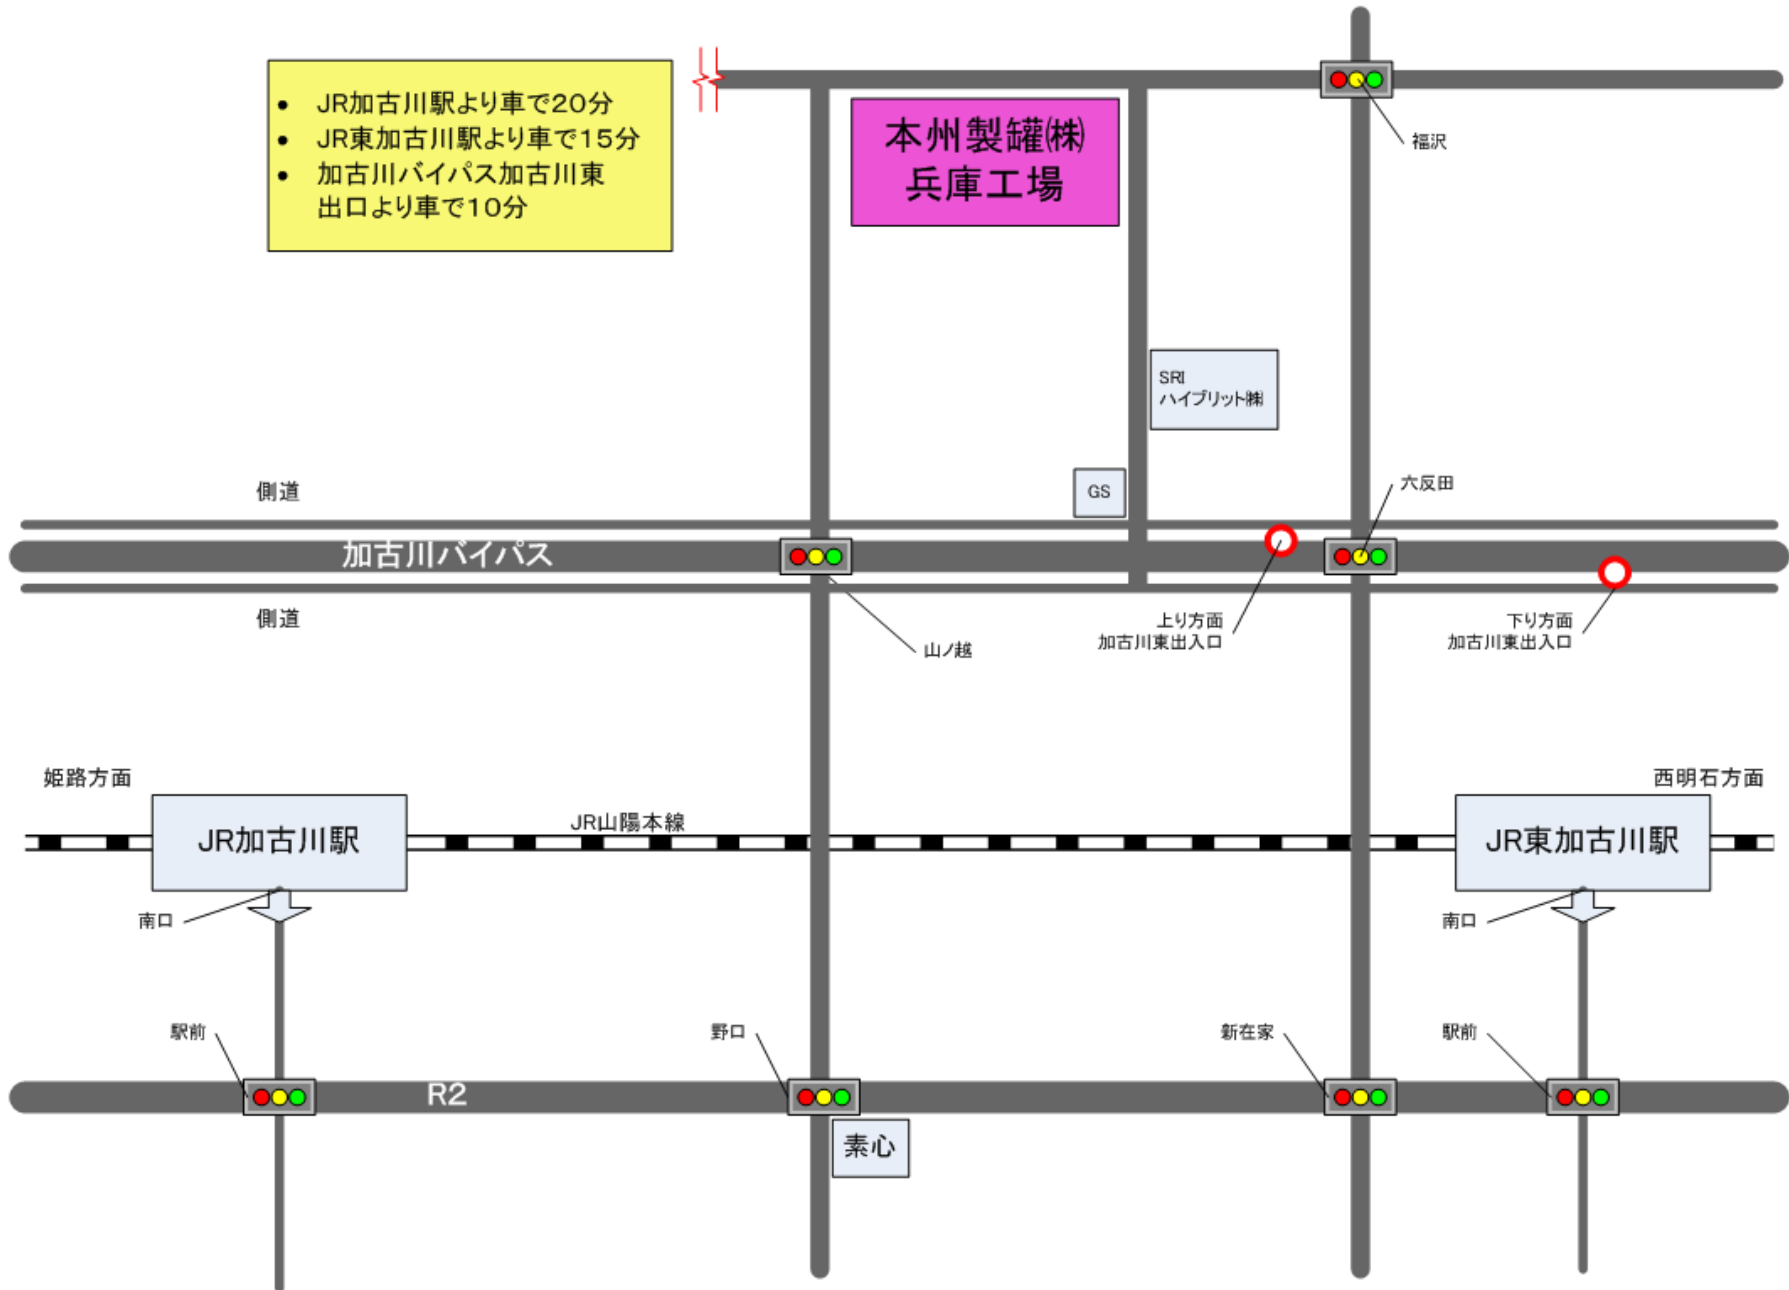 • JR加古川駅より車で20分
• JR東加古川駅より車で15分
• 加古川バイパス加古川東
出口より車で10分
本州製罐㈱
兵庫工場
福沢
SRI
ハイブリット㈱
GS
六反田
側道
加古川バイパス
側道
上り方面
加古川東出入口
下り方面
加古川東出入口
山ノ越
姫路方面
西明石方面
JR加古川駅
JR山陽本線
JR東加古川駅
南口
南口
駅前
野口
新在家
駅前
R2
素心